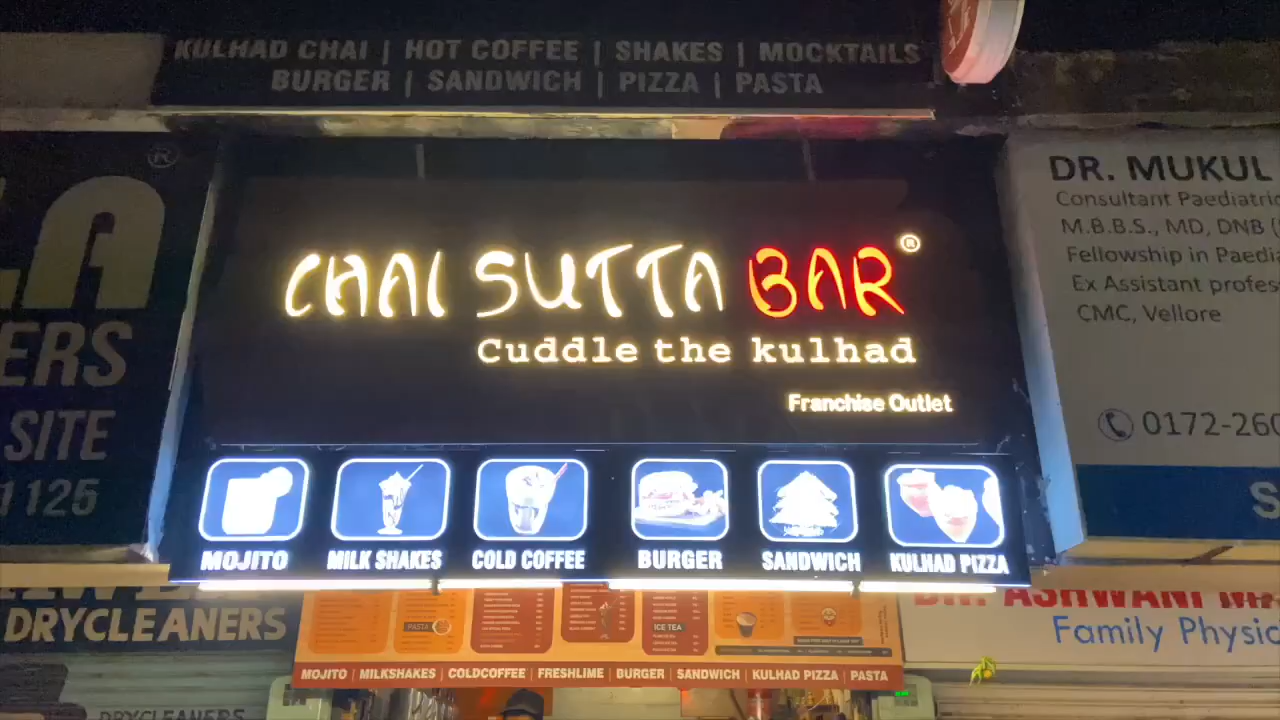 KULHAD CHAI | HOT COFFEE | SHAKES | MOCKTAILS
BURGER | SANDWICH | PIZZA | PASTA
®
A
ERS
SITE
1125
CHAI SUTTA BAR®
Cuddle the kulhad
Franchise Outlet
MOJITO
MILK SHAKES
COLD COFFEE
BURGER
SANDWICH
KULHAD PIZZA
DR. MUKUL
Consultant Paediatric
M.B.B.S., MD, DNB (
Fellowship in Paedia
Ex Assistant profes
CMC, Vellore
0172-260
S
DRYCLEANERS
DRYCLEANERS
PASTA
ICE TEA
MOJITO | MILKSHAKES | COLDCOFFEE | FRESHLIME | BURGER | SANDWICH | KULHAD PIZZA | PASTA
DR. ASHWANI
Family Physic